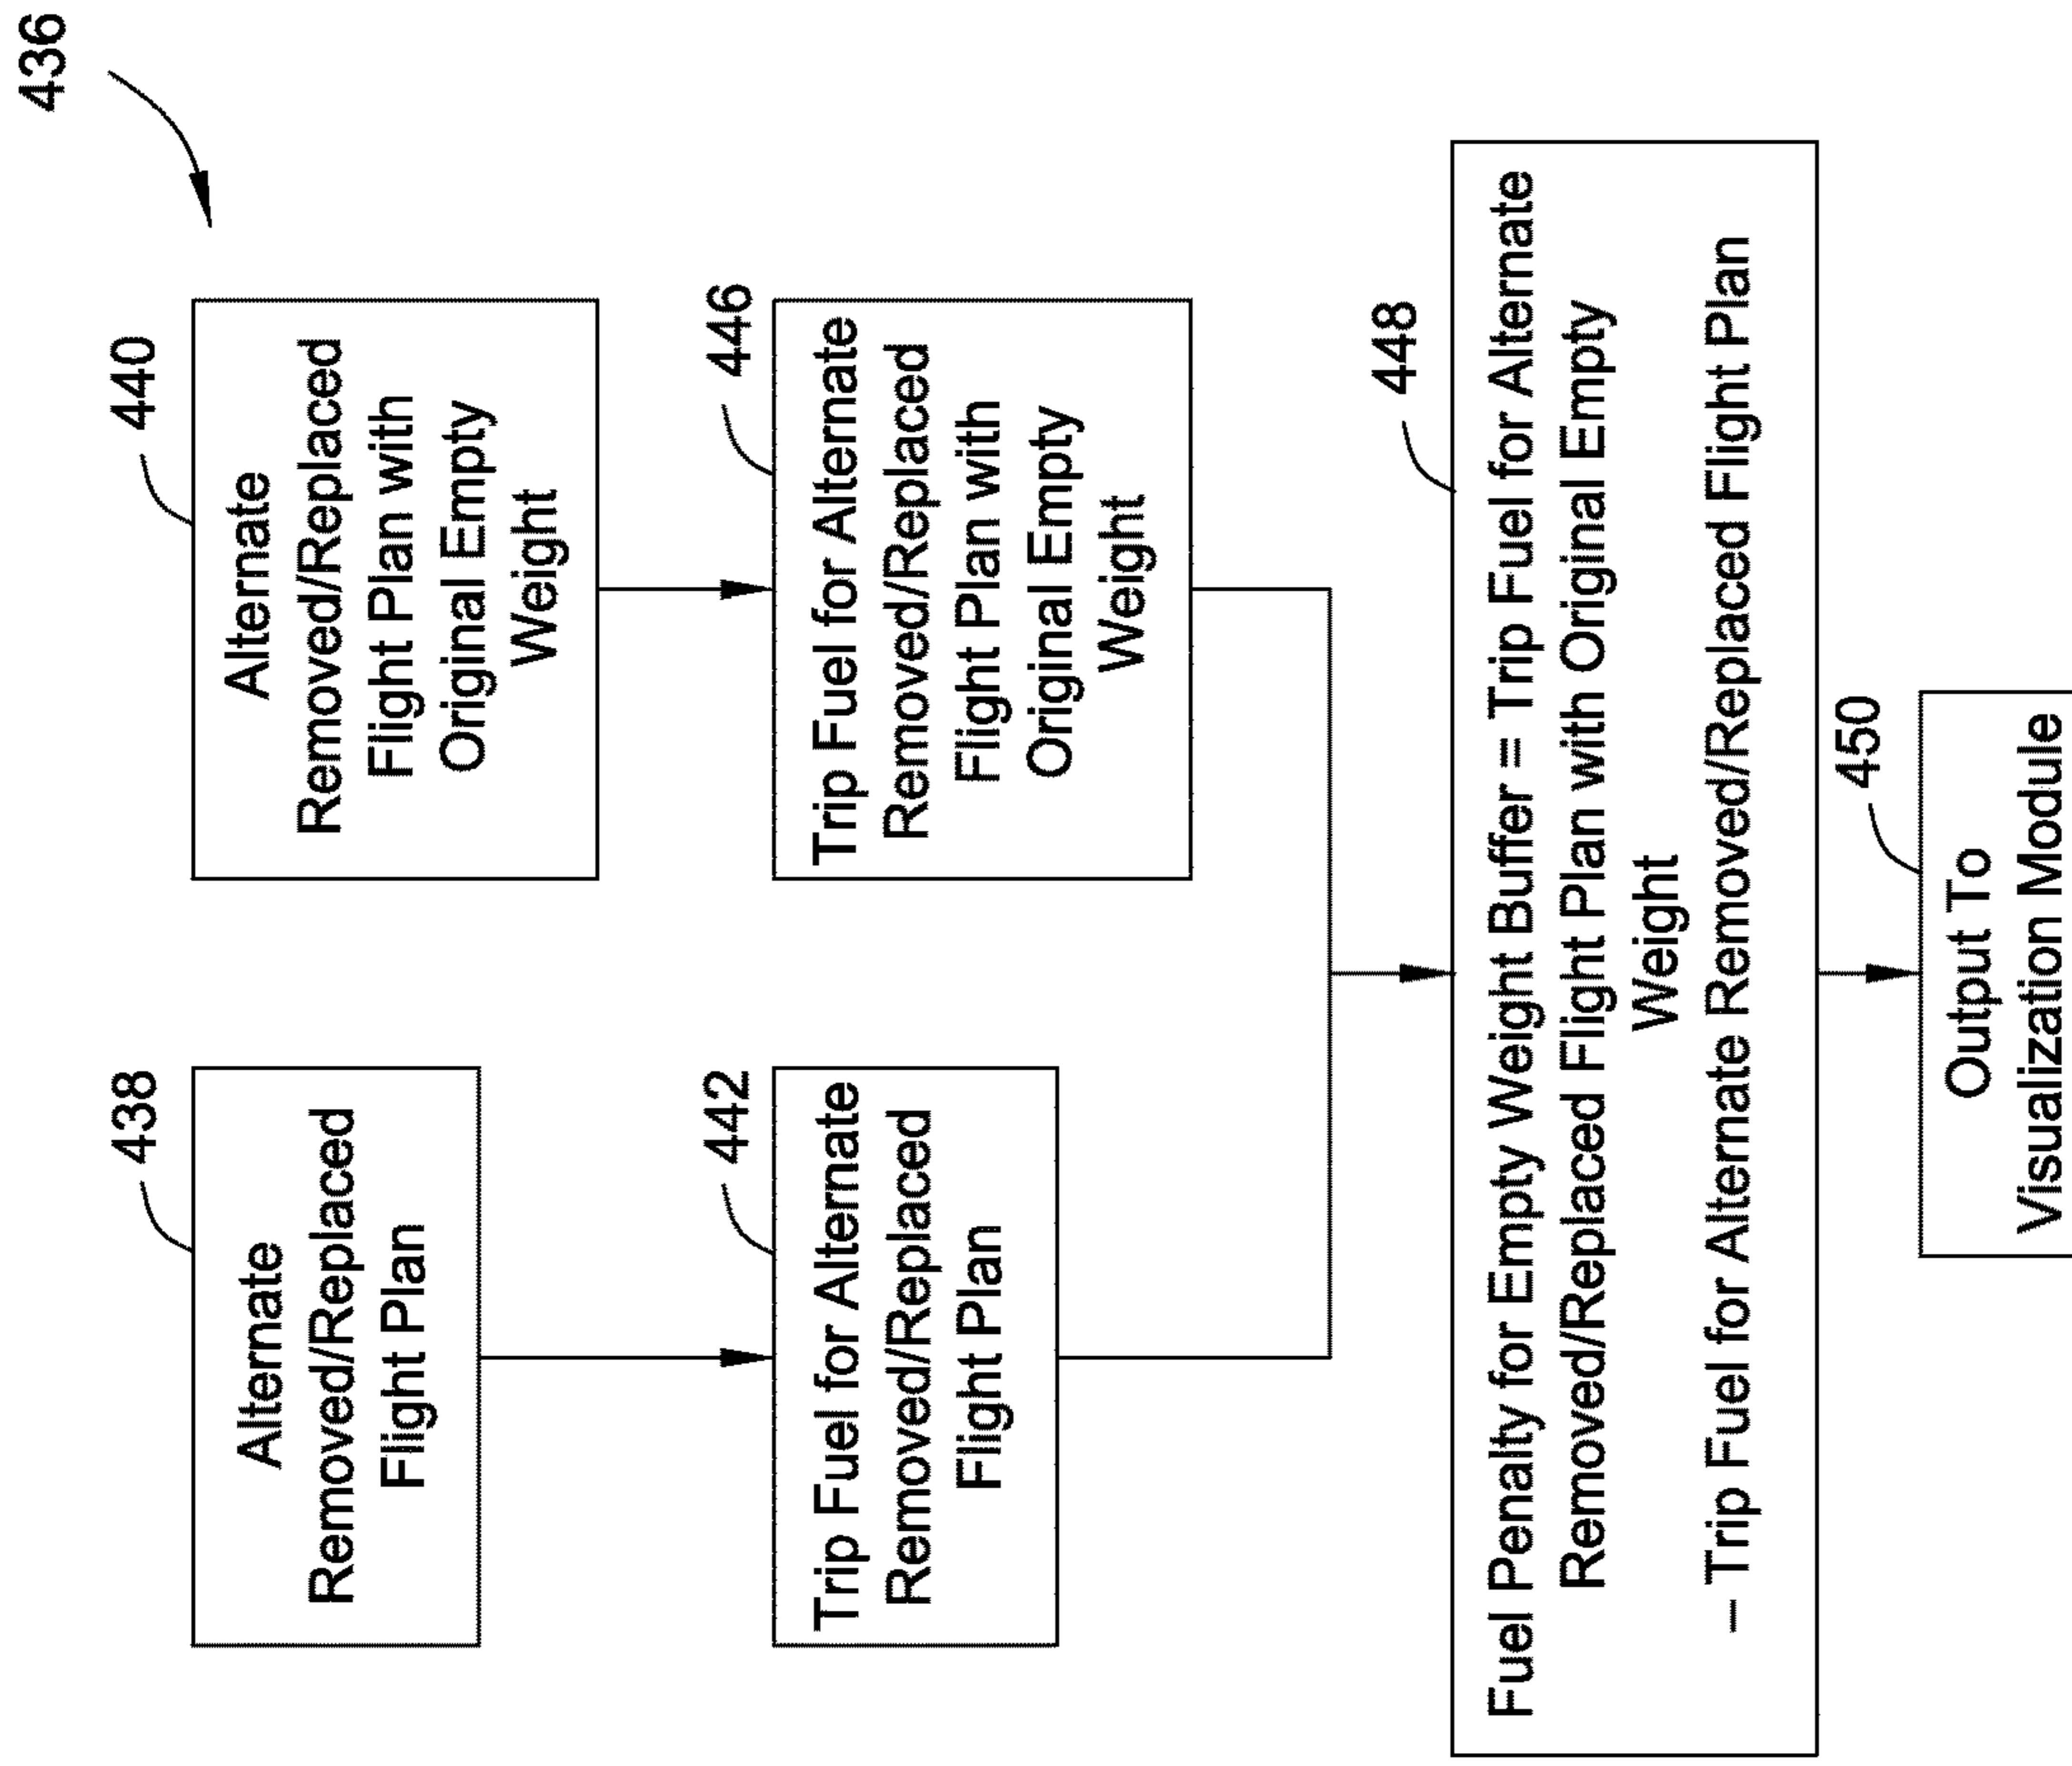 436
438
Alternate
Removed/Replaced
Flight Plan
440
Alternate
Removed/Replaced
Flight Plan with
Original Empty
Weight
442
Trip Fuel for Alternate
Removed/Replaced
Flight Plan
446
Trip Fuel for Alternate
Removed/Replaced
Flight Plan with
Original Empty
Weight
448
Fuel Penalty for Empty Weight Buffer = Trip Fuel for Alternate
Removed/Replaced Flight Plan with Original Empty
Weight
– Trip Fuel for Alternate Removed/Replaced Flight Plan
450
Output To
Visualization Module